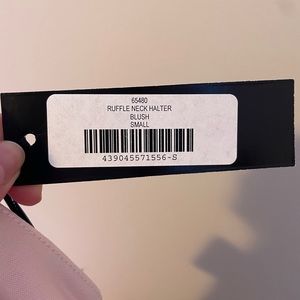 65480
RUFFLE NECK HALTER
BLUSH
SMALL
439045571556-S